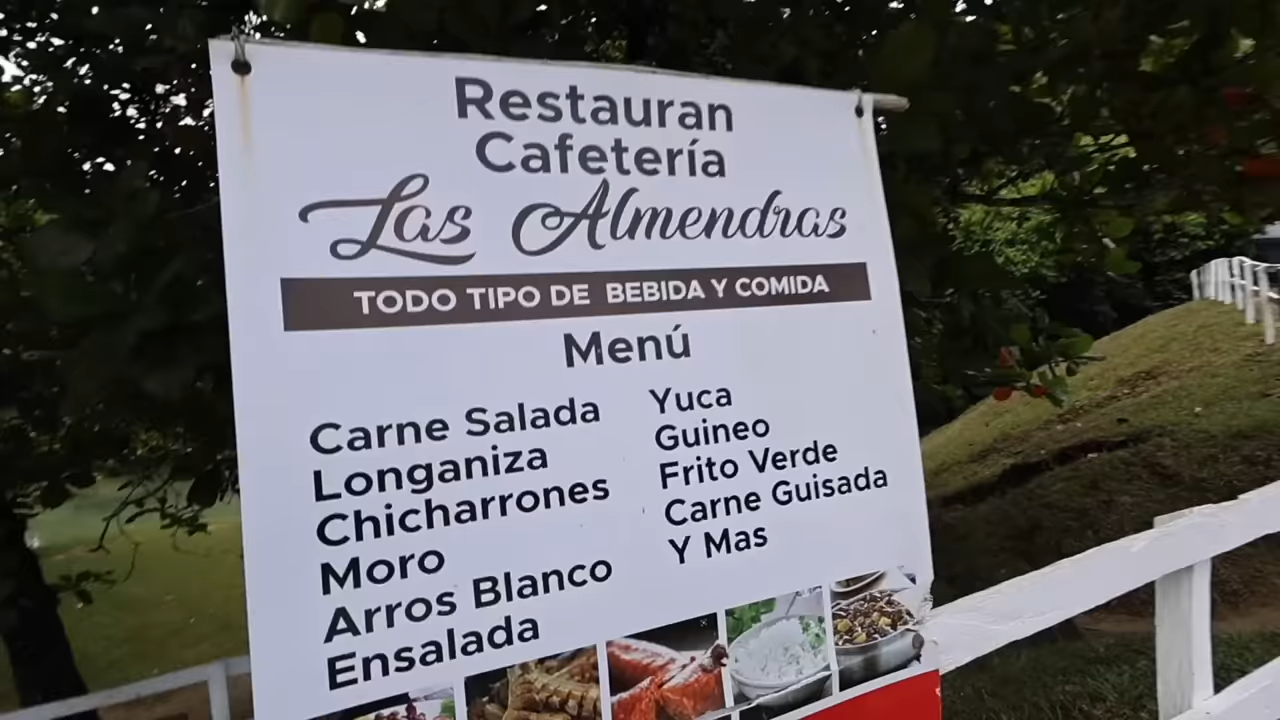 Restauran
Cafetería
Las Almendras
TODO TIPO DE BEBIDA Y COMIDA
Menú
Carne Salada
Longaniza
Chicharrones
Moro
Arros Blanco
Ensalada
Yuca
Guineo
Frito Verde
Carne Guisada
Y Mas